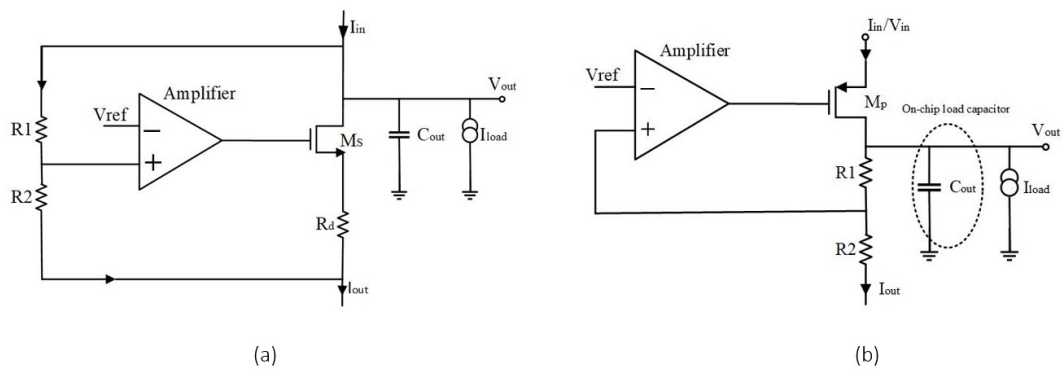 Iin
Amplifier
Vref
−
+
R1
R2
MS
Rd
Cout
Iload
Vout
Iout
(a)
Iin/Vin
Amplifier
Vref
−
+
Mp
On-chip load capacitor
Vout
R1
Cout
Iload
R2
Iout
(b)